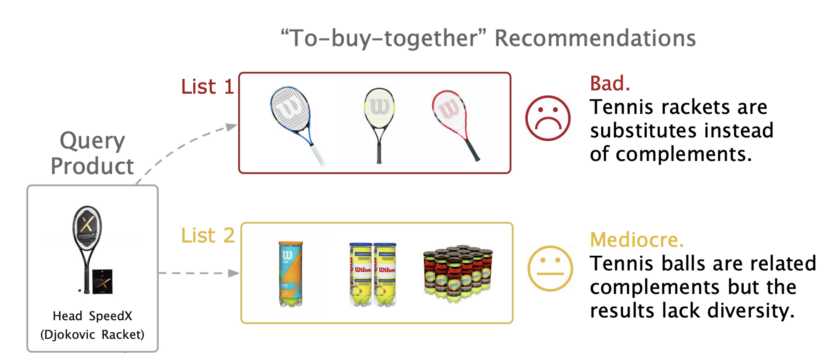 “To-buy-together” Recommendations
List 1
Bad.
Tennis rackets are
substitutes instead
of complements.
Query
Product
Head SpeedX
(Djokovic Racket)
List 2
Wilson
Mediocre.
Tennis balls are related
complements but the
results lack diversity.